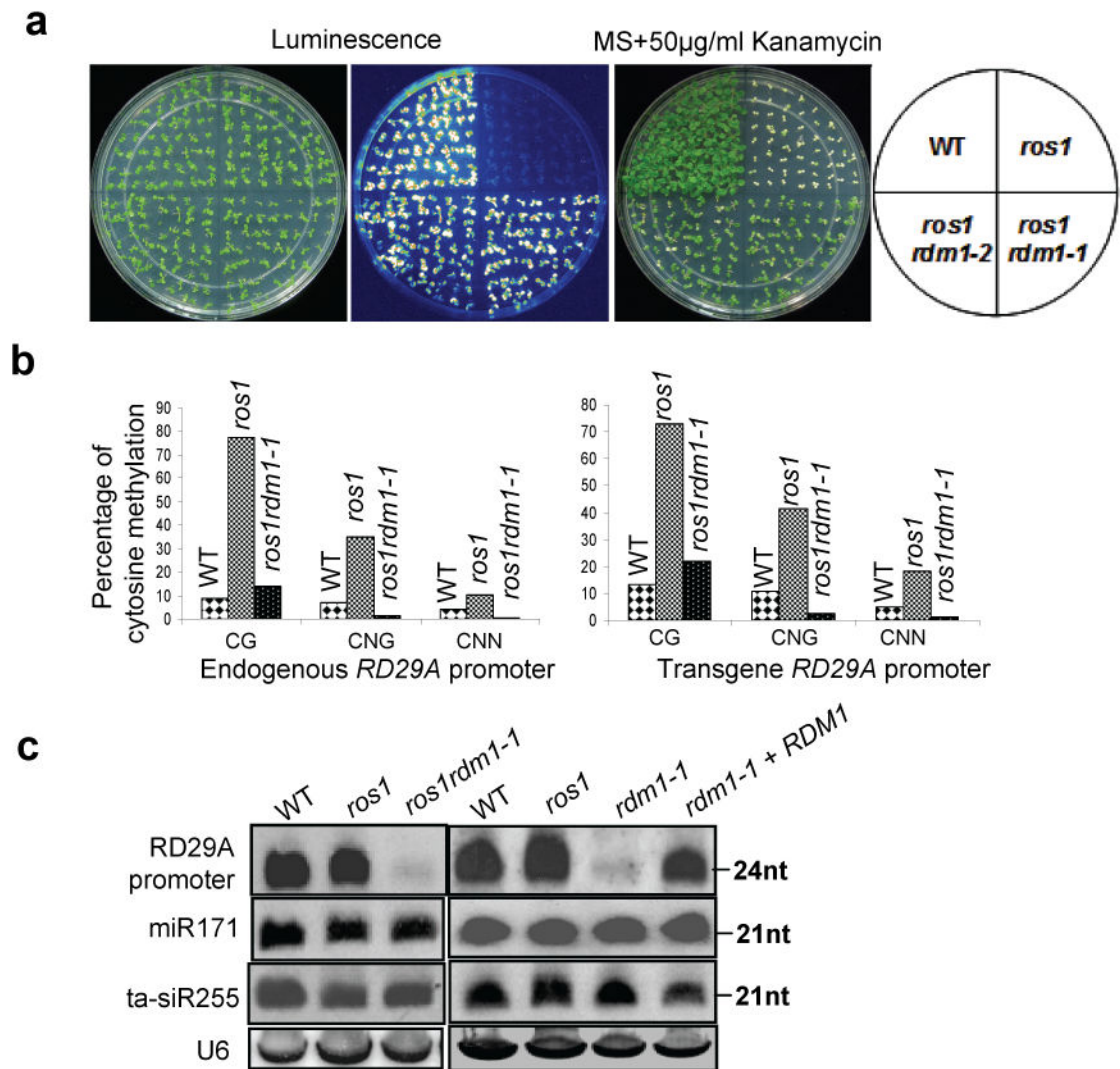 a
Luminescence
MS+50µg/ml Kanamycin
WT
ros1
ros1
rdm1-2
ros1
rdm1-1
b
Percentage of
cytosine methylation
90
80
70
60
50
40
30
20
10
0
WT
ros1
ros1rdm1-1
WT
ros1
ros1rdm1-1
WT
ros1
ros1rdm1-1
CG
CNG
CNN
Endogenous RD29A promoter
80
70
60
50
40
30
20
10
0
WT
ros1
ros1rdm1-1
WT
ros1
ros1rdm1-1
WT
ros1
ros1rdm1-1
CG
CNG
CNN
Transgene RD29A promoter
c
WT
ros1
ros1rdm1-1
WT
ros1
rdm1-1
rdm1-1 + RDM1
RD29A
promoter
24nt
miR171
21nt
ta-siR255
21nt
U6